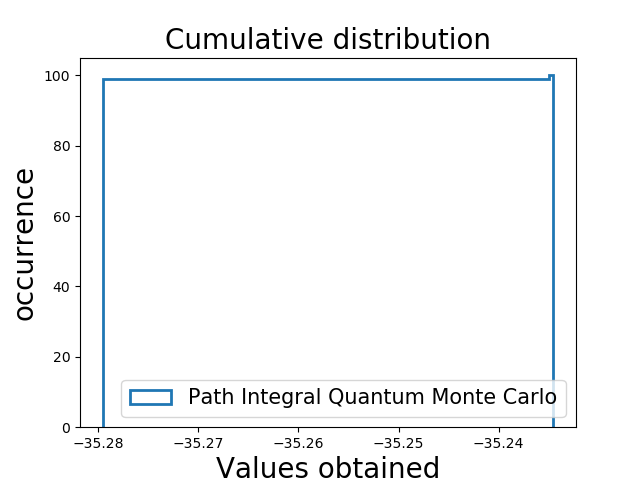 Cumulative distribution
100
80
60
40
20
0
occurrence
Path Integral Quantum Monte Carlo
−35.28 −35.27 −35.26 −35.25 −35.24
Values obtained